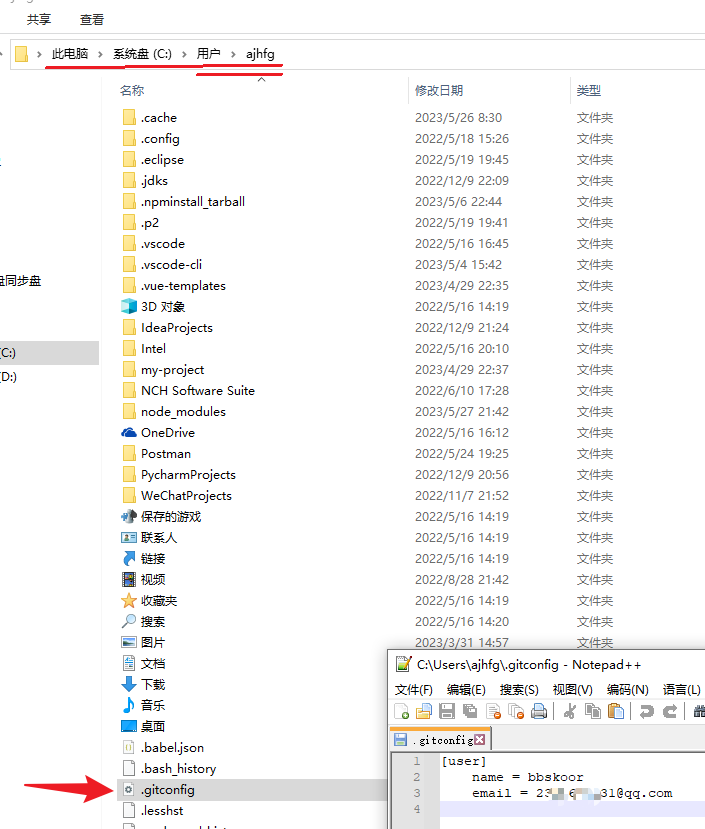 共享 查看
此电脑 系统盘 (C:) 用户 ajhfg
名称 修改日期 类型
.cache 2023/5/26 8:30 文件夹
.config 2022/5/18 15:26 文件夹
.eclipse 2022/5/19 19:45 文件夹
.jdks 2022/12/9 22:09 文件夹
.npminstall_tarball 2023/5/6 22:44 文件夹
.p2 2022/5/19 19:41 文件夹
.vscode 2022/5/16 16:45 文件夹
.vscode-cli 2023/5/4 15:42 文件夹
盘同步盘 .vue-templates 2023/4/29 22:35 文件夹
3D 对象 2022/5/16 14:19 文件夹
IdeaProjects 2022/12/9 21:24 文件夹
(C:) Intel 2022/5/16 20:10 文件夹
(D:) my-project 2023/4/29 22:37 文件夹
NCH Software Suite 2022/6/10 17:28 文件夹
node_modules 2023/5/27 21:42 文件夹
OneDrive 2022/5/16 16:12 文件夹
Postman 2022/5/24 19:25 文件夹
PycharmProjects 2022/12/9 20:56 文件夹
WeChatProjects 2022/11/7 21:52 文件夹
保存的游戏 2022/5/16 14:19 文件夹
联系人 2022/5/16 14:19 文件夹
链接 2022/5/16 14:19 文件夹
视频 2022/8/28 21:42 文件夹
收藏夹 2022/5/16 14:19 文件夹
搜索 2022/5/16 14:20 文件夹
图片 2023/3/31 14:57 文件夹
文档
下载
音乐
桌面
.babel.json
.bash_history
.gitconfig
.lesshst
C:\Users\ajhfg\.gitconfig - Notepad++
文件(F) 编辑(E) 搜索(S) 视图(V) 编码(N) 语言(L)
.gitconfig
1 [user]
2 name = bbskoor
3 email = 23 6 31@qq.com
4